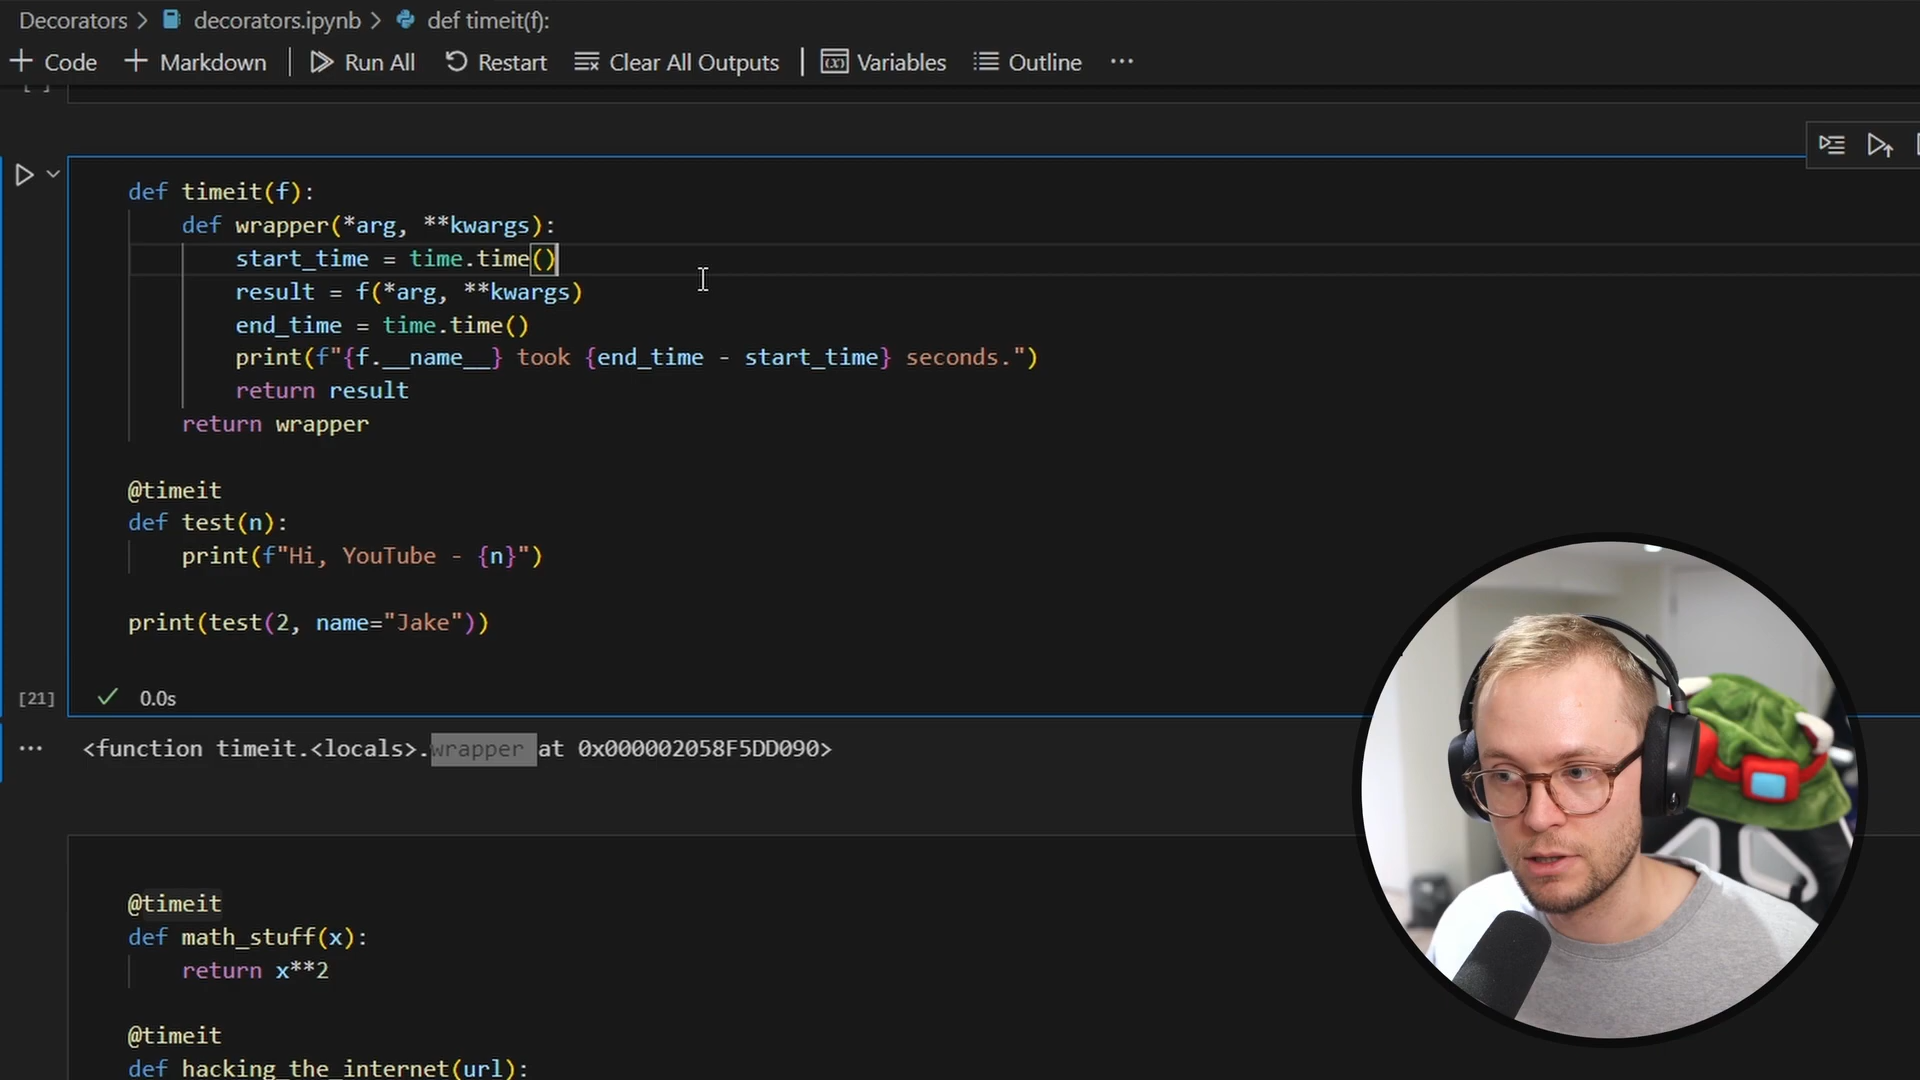 Decorators > decorators.ipynb > def timeit(f):
+ Code + Markdown | Run All Restart Clear All Outputs | Variables Outline ...
[ ]
def timeit(f):
    def wrapper(*arg, **kwargs):
        start_time = time.time()
        result = f(*arg, **kwargs)
        end_time = time.time()
        print(f"{f.__name__} took {end_time - start_time} seconds.")
        return result
    return wrapper
@timeit
def test(n):
    print(f"Hi, YouTube - {n}")
print(test(2, name="Jake"))
[21] ✓ 0.0s
... <function timeit.<locals>.wrapper at 0x000002058F5DD090>
@timeit
def math_stuff(x):
    return x**2
@timeit
def hacking_the_internet(url):